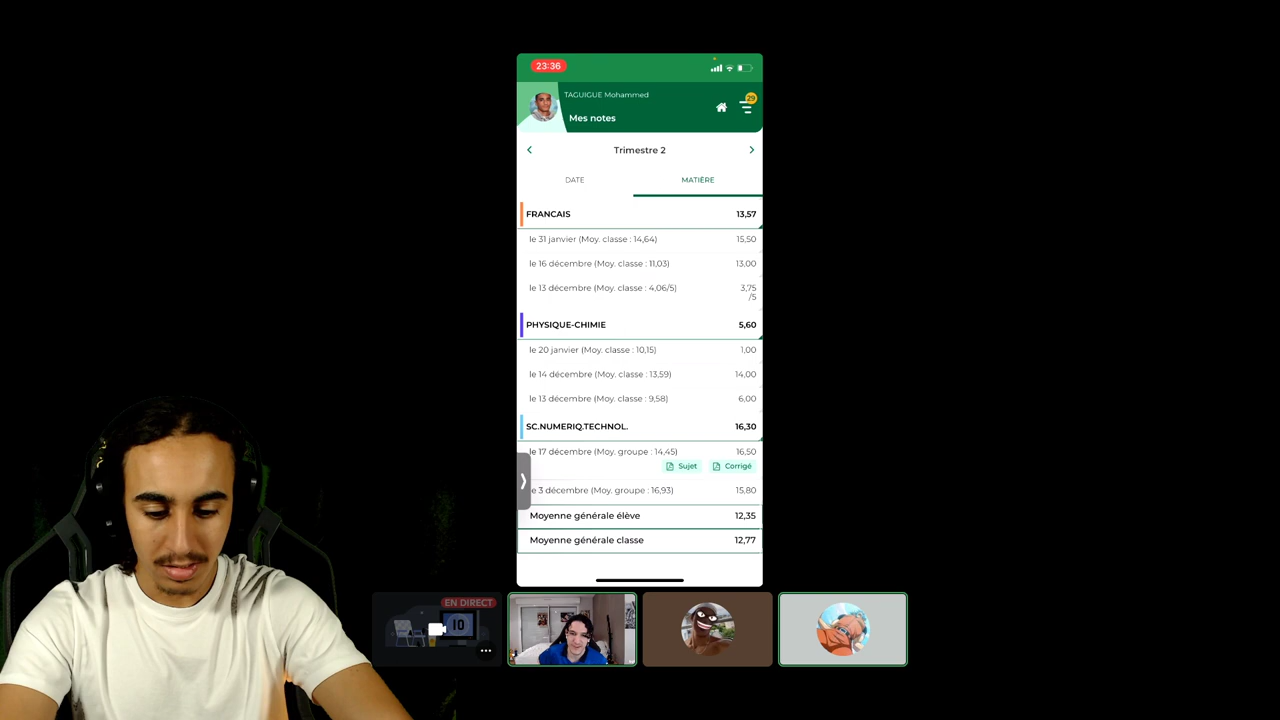 23:36
TAGUIGUE Mohammed
29
Mes notes
Trimestre 2
DATE MATIÈRE
FRANCAIS 13,57
le 31 janvier (Moy. classe : 14,64) 15,50
le 16 décembre (Moy. classe : 11,03) 13,00
le 13 décembre (Moy. classe : 4,06/5) 3,75
/5
PHYSIQUE-CHIMIE 5,60
le 20 janvier (Moy. classe : 10,15) 1,00
le 14 décembre (Moy. classe : 13,59) 14,00
le 13 décembre (Moy. classe : 9,58) 6,00
SC.NUMERIQ.TECHNOL. 16,30
le 17 décembre (Moy. groupe : 14,45) 16,50
Sujet Corrigé
le 3 décembre (Moy. groupe : 16,93) 15,80
Moyenne générale élève 12,35
Moyenne générale classe 12,77
EN DIRECT
10